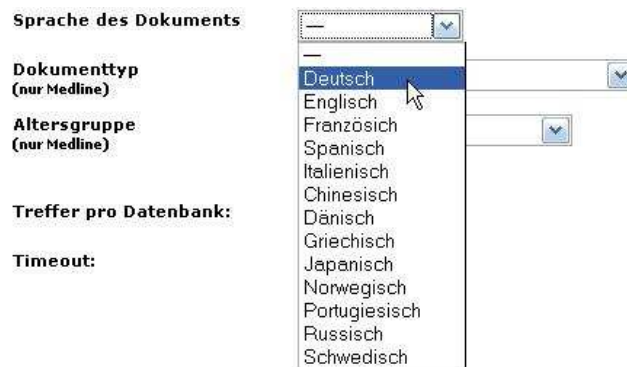 Sprache des Dokuments
—
—
Dokumenttyp
(nur Medline)
Deutsch
Englisch
Altersgruppe
(nur Medline)
Französich
Spanisch
Italienisch
Chinesisch
Treffer pro Datenbank:
Dänisch
Griechisch
Timeout:
Japanisch
Norwegisch
Portugiesisch
Russisch
Schwedisch